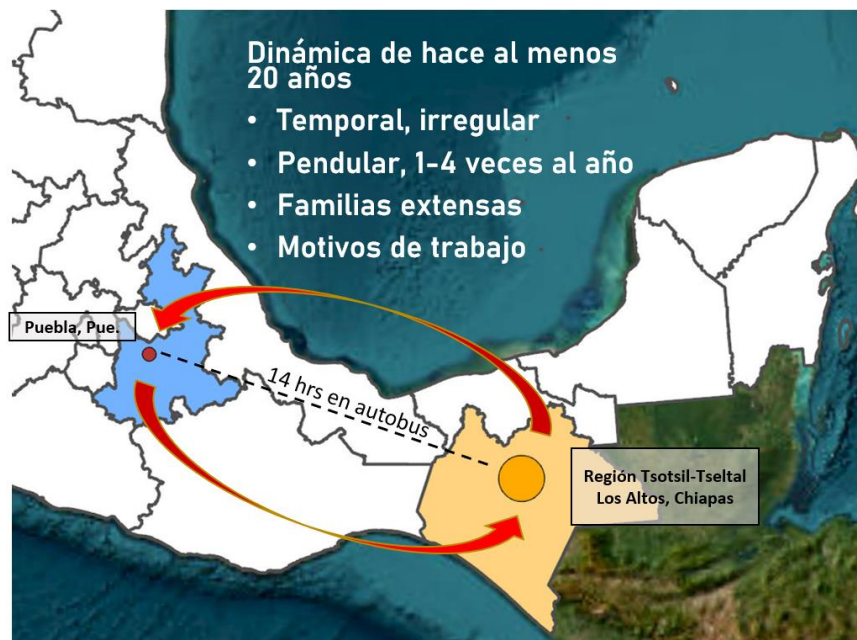 Dinámica de hace al menos
20 años
• Temporal, irregular
• Pendular, 1-4 veces al año
• Familias extensas
• Motivos de trabajo
Puebla, Pue.
14 hrs en autobus
Región Tsotsil-Tseltal
Los Altos, Chiapas